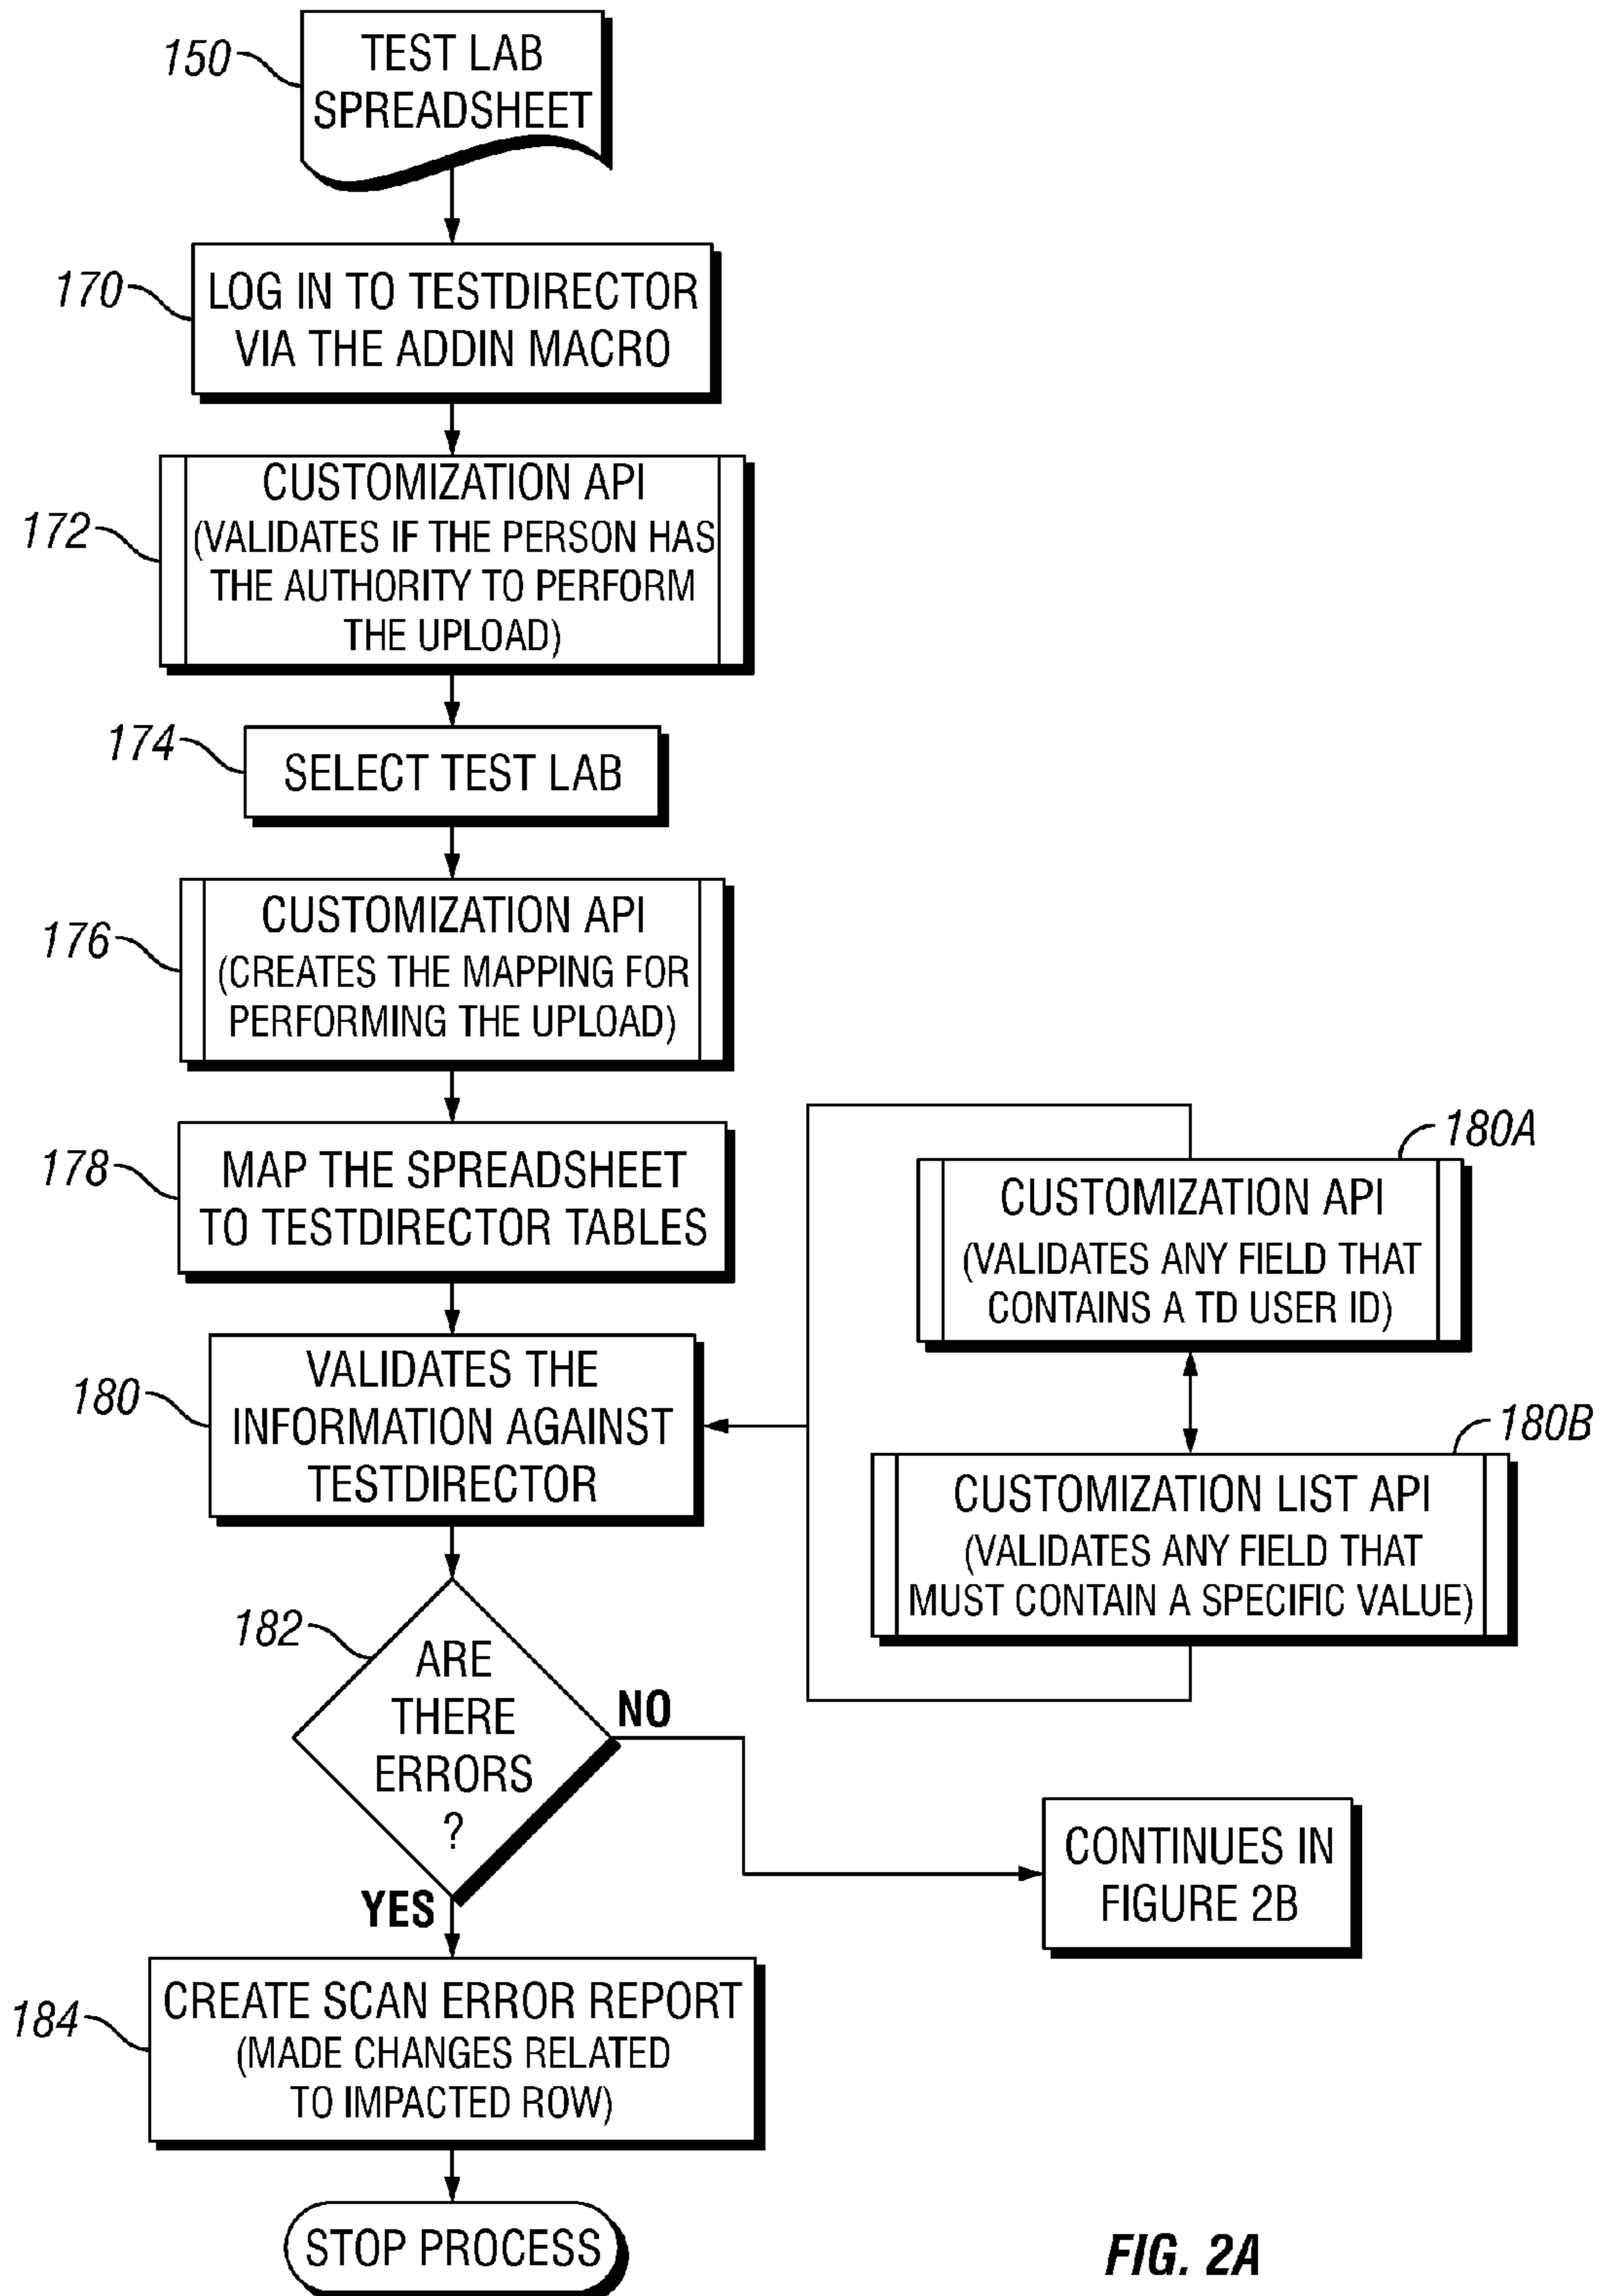 150
TEST LAB
SPREADSHEET
170
LOG IN TO TESTDIRECTOR
VIA THE ADDIN MACRO
172
CUSTOMIZATION API
(VALIDATES IF THE PERSON HAS
THE AUTHORITY TO PERFORM
THE UPLOAD)
174
SELECT TEST LAB
176
CUSTOMIZATION API
(CREATES THE MAPPING FOR
PERFORMING THE UPLOAD)
178
MAP THE SPREADSHEET
TO TESTDIRECTOR TABLES
180
VALIDATES THE
INFORMATION AGAINST
TESTDIRECTOR
180A
CUSTOMIZATION API
(VALIDATES ANY FIELD THAT
CONTAINS A TD USER ID)
180B
CUSTOMIZATION LIST API
(VALIDATES ANY FIELD THAT
MUST CONTAIN A SPECIFIC VALUE)
182
ARE
THERE
ERRORS
?
NO
YES
CONTINUES IN
FIGURE 2B
184
CREATE SCAN ERROR REPORT
(MADE CHANGES RELATED
TO IMPACTED ROW)
STOP PROCESS
FIG. 2A